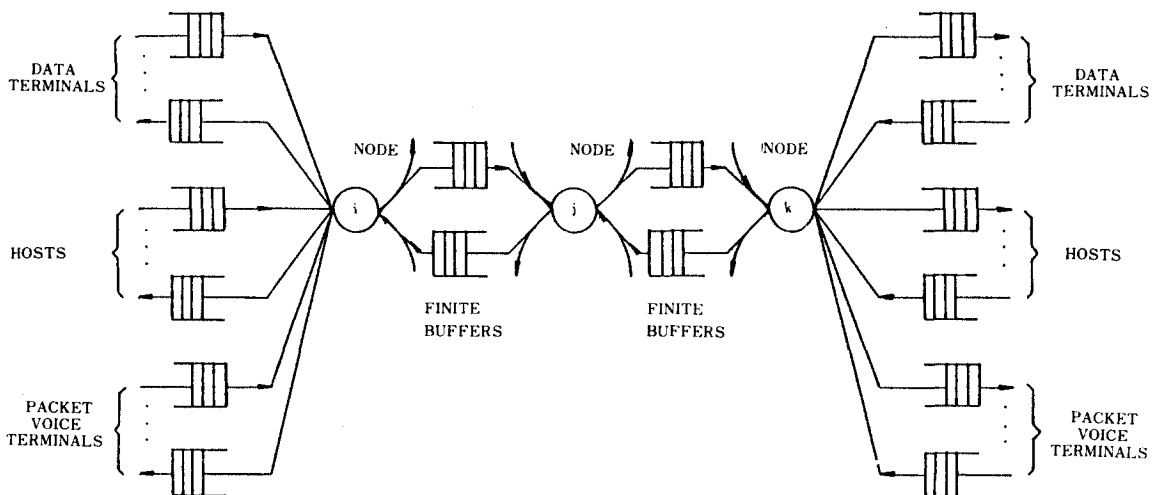 DATA
TERMINALS
HOSTS
PACKET
VOICE
TERMINALS
NODE
NODE
NODE
i
j
k
FINITE
BUFFERS
FINITE
BUFFERS
DATA
TERMINALS
HOSTS
PACKET
VOICE
TERMINALS